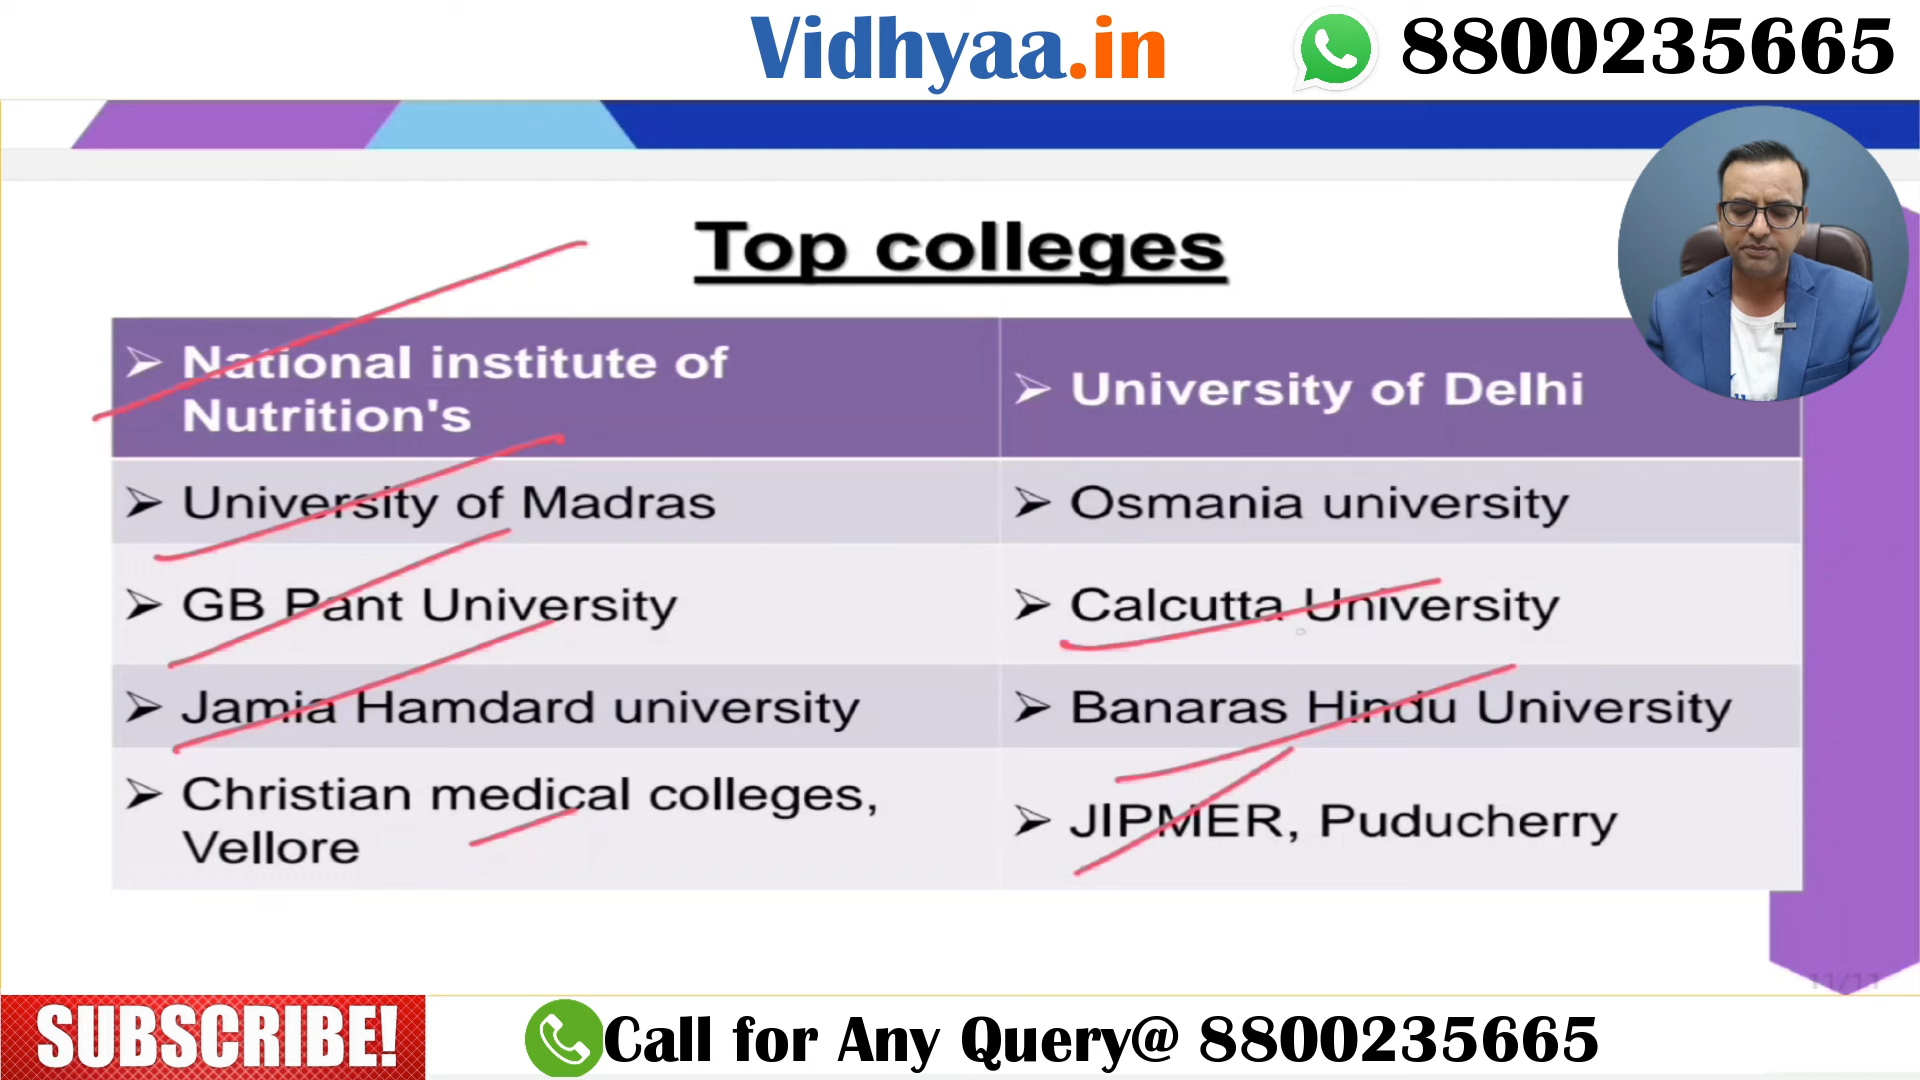 Vidhyaa.in
8800235665
Top colleges
National institute of
Nutrition's
University of Delhi
University of Madras
Osmania university
GB Pant University
Calcutta University
Jamia Hamdard university
Banaras Hindu University
Christian medical colleges,
Vellore
JIPMER, Puducherry
11/11
SUBSCRIBE!
Call for Any Query@ 8800235665